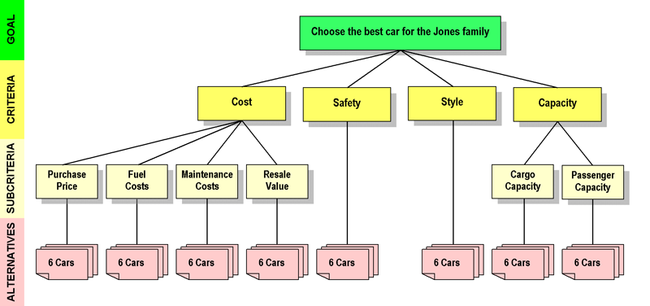 GOAL
Choose the best car for the Jones family
CRITERIA
Cost
Safety
Style
Capacity
SUBCRITERIA
Purchase
Price
Fuel
Costs
Maintenance
Costs
Resale
Value
Cargo
Capacity
Passenger
Capacity
ALTERNATIVES
6 Cars
6 Cars
6 Cars
6 Cars
6 Cars
6 Cars
6 Cars
6 Cars